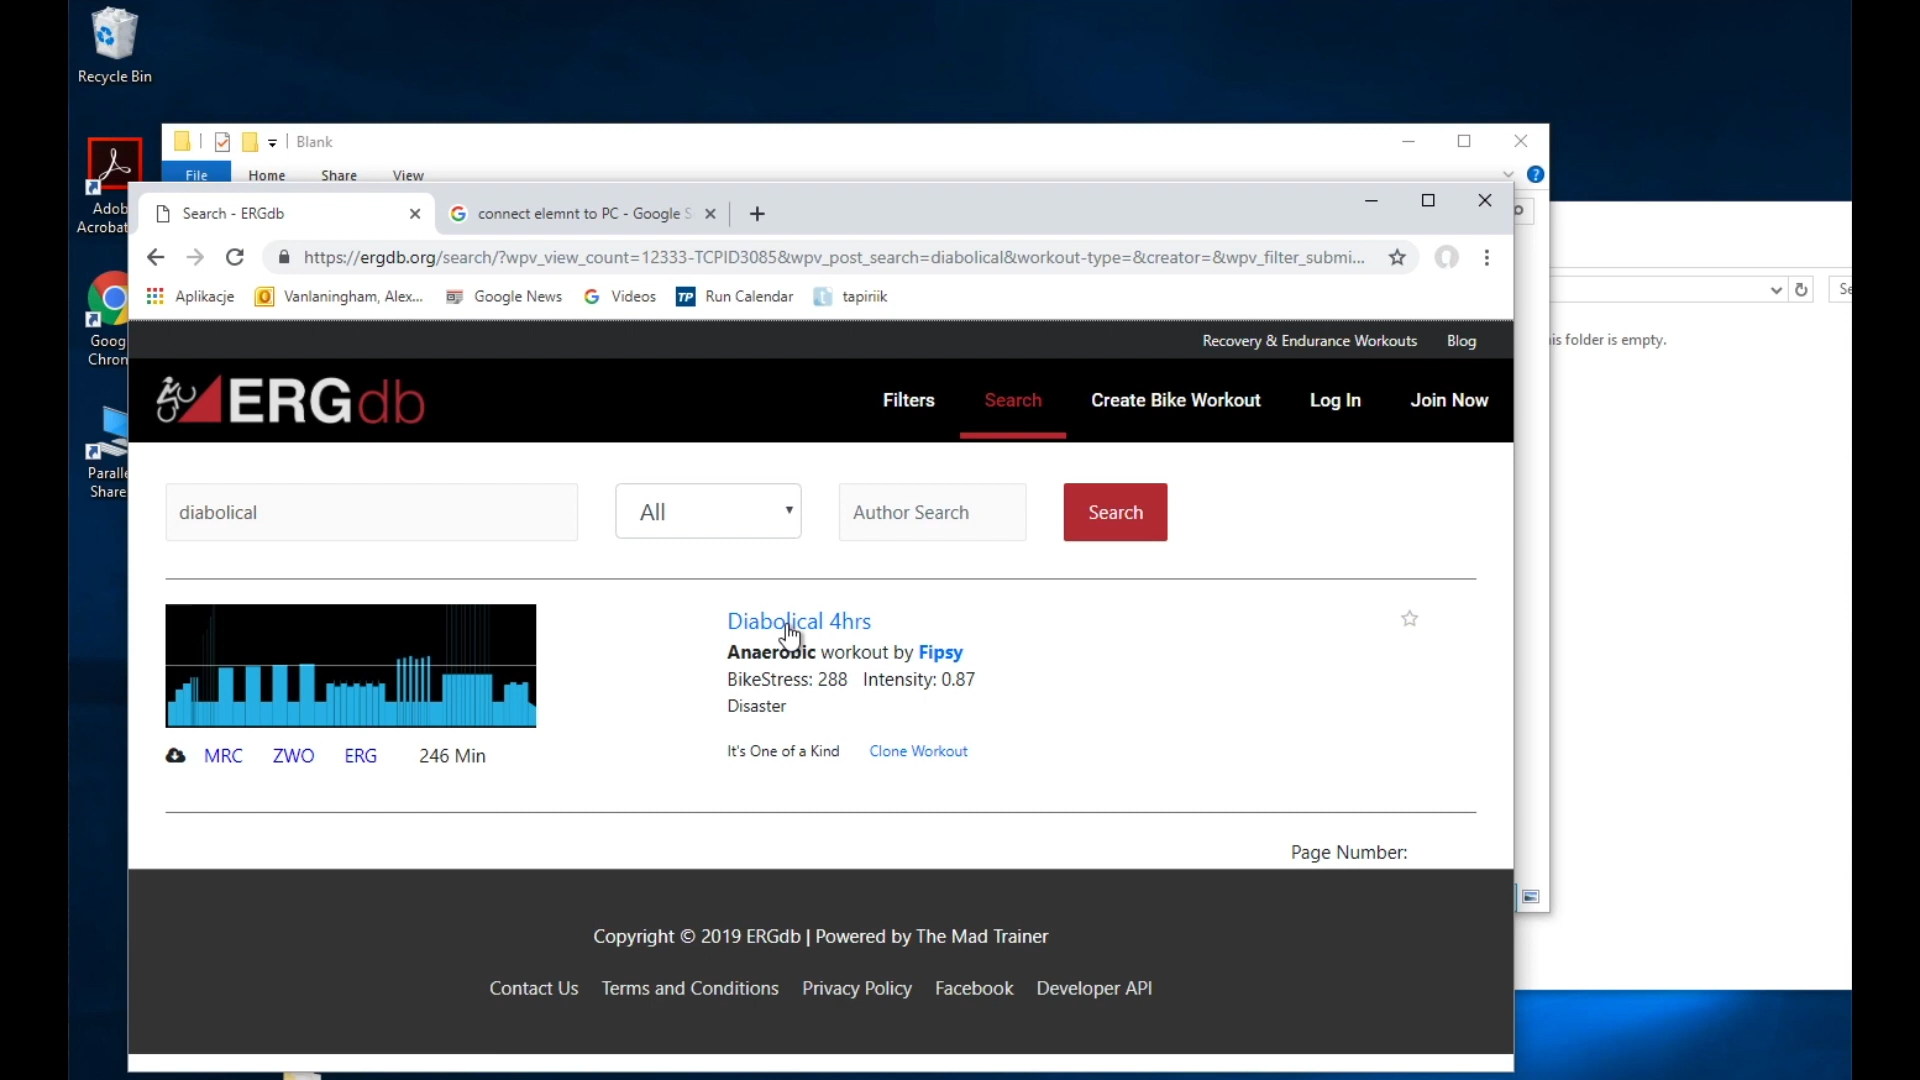 Recycle Bin
Blank
File Home Share View
Search - ERGdb
connect elemnt to PC - Google
https://ergdb.org/search/?wpv_view_count=12333-TCPID3085&wpv_post_search=diabolical&workout-type=&creator=&wpv_filter_submi...
Aplikacje
Vanlaningham, Alex...
Google News
Videos
TP Run Calendar
t tapiriik
Recovery & Endurance Workouts Blog
ERGdb
Filters Search Create Bike Workout Log In Join Now
diabolical
All
Author Search
Search
Diabolical 4hrs
Anaerobic workout by Fipsy
BikeStress: 288 Intensity: 0.87
Disaster
It's One of a Kind Clone Workout
MRC ZWO ERG 246 Min
Page Number:
Copyright © 2019 ERGdb | Powered by The Mad Trainer
Contact Us Terms and Conditions Privacy Policy Facebook Developer API
folder is empty.